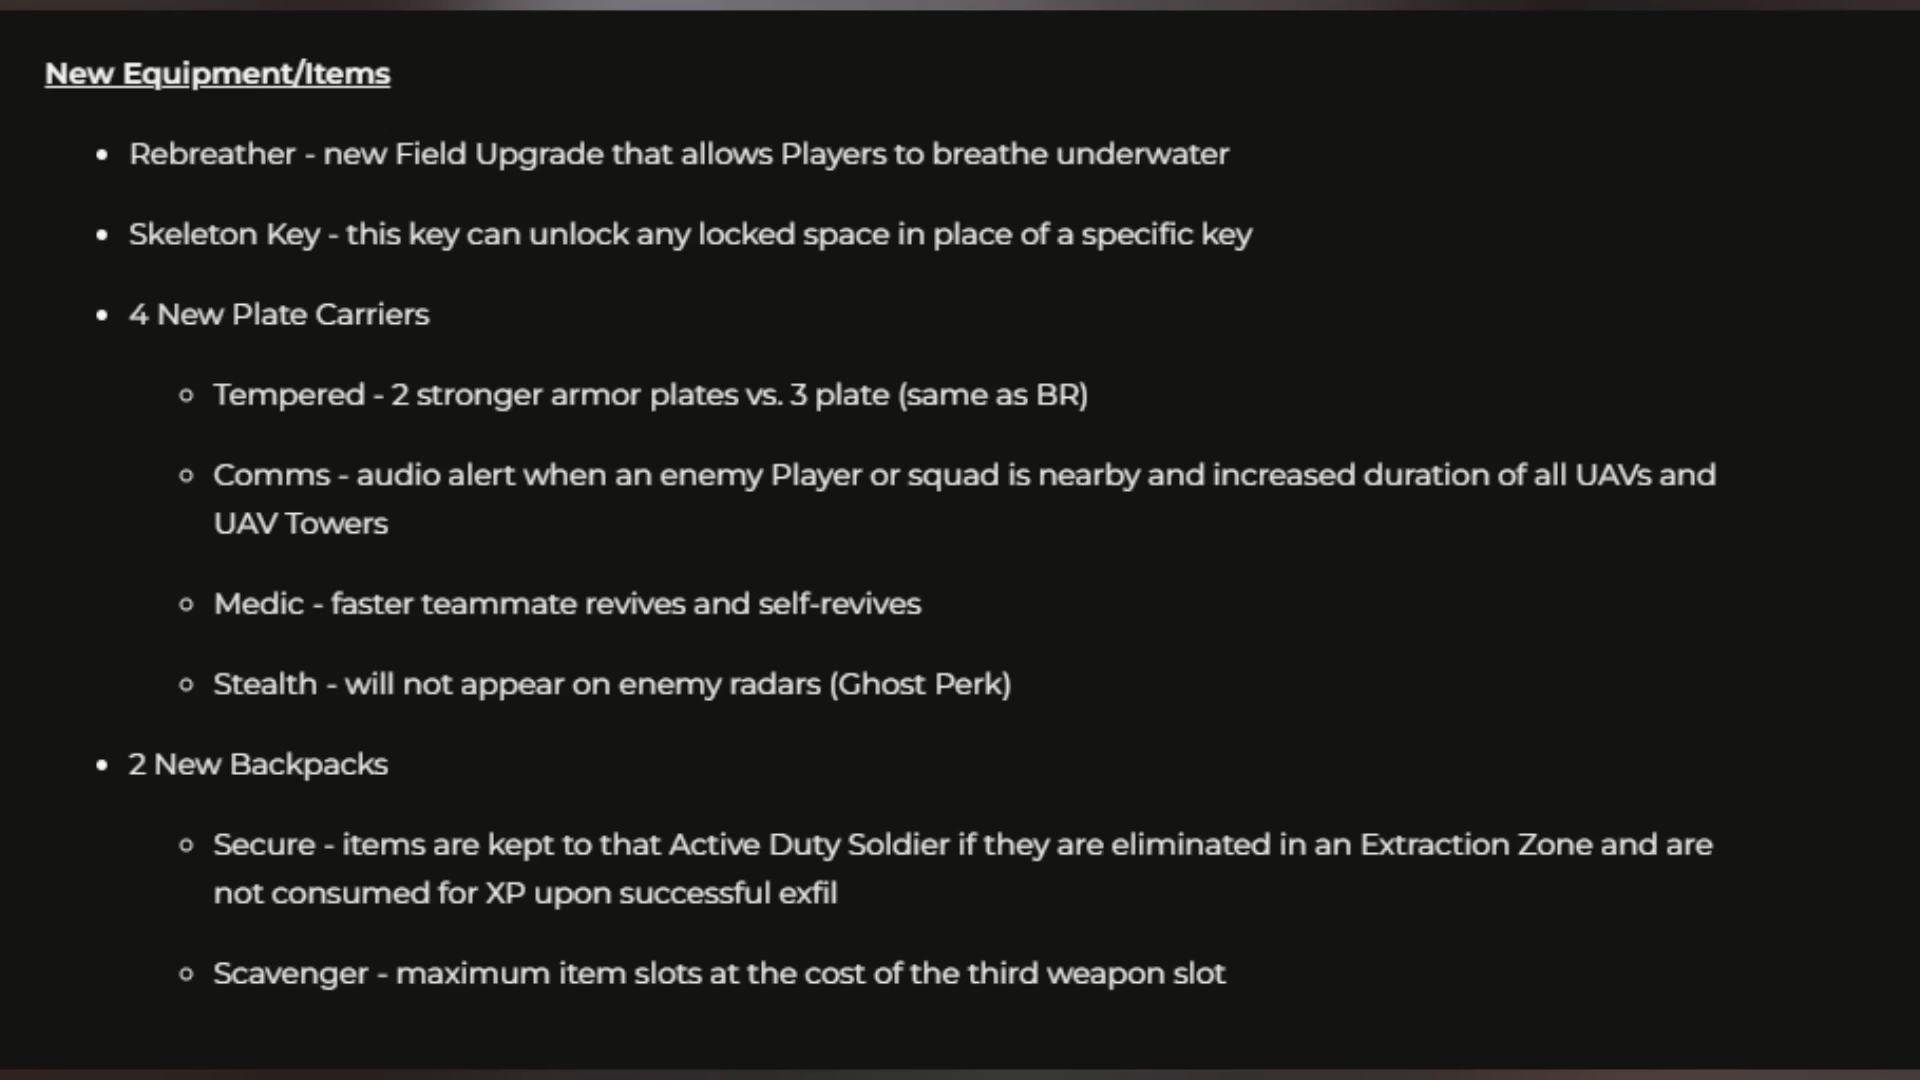 New Equipment/Items
• Rebreather - new Field Upgrade that allows Players to breathe underwater
• Skeleton Key - this key can unlock any locked space in place of a specific key
• 4 New Plate Carriers
◦ Tempered - 2 stronger armor plates vs. 3 plate (same as BR)
◦ Comms - audio alert when an enemy Player or squad is nearby and increased duration of all UAVs and
UAV Towers
◦ Medic - faster teammate revives and self-revives
◦ Stealth - will not appear on enemy radars (Ghost Perk)
• 2 New Backpacks
◦ Secure - items are kept to that Active Duty Soldier if they are eliminated in an Extraction Zone and are
not consumed for XP upon successful exfil
◦ Scavenger - maximum item slots at the cost of the third weapon slot